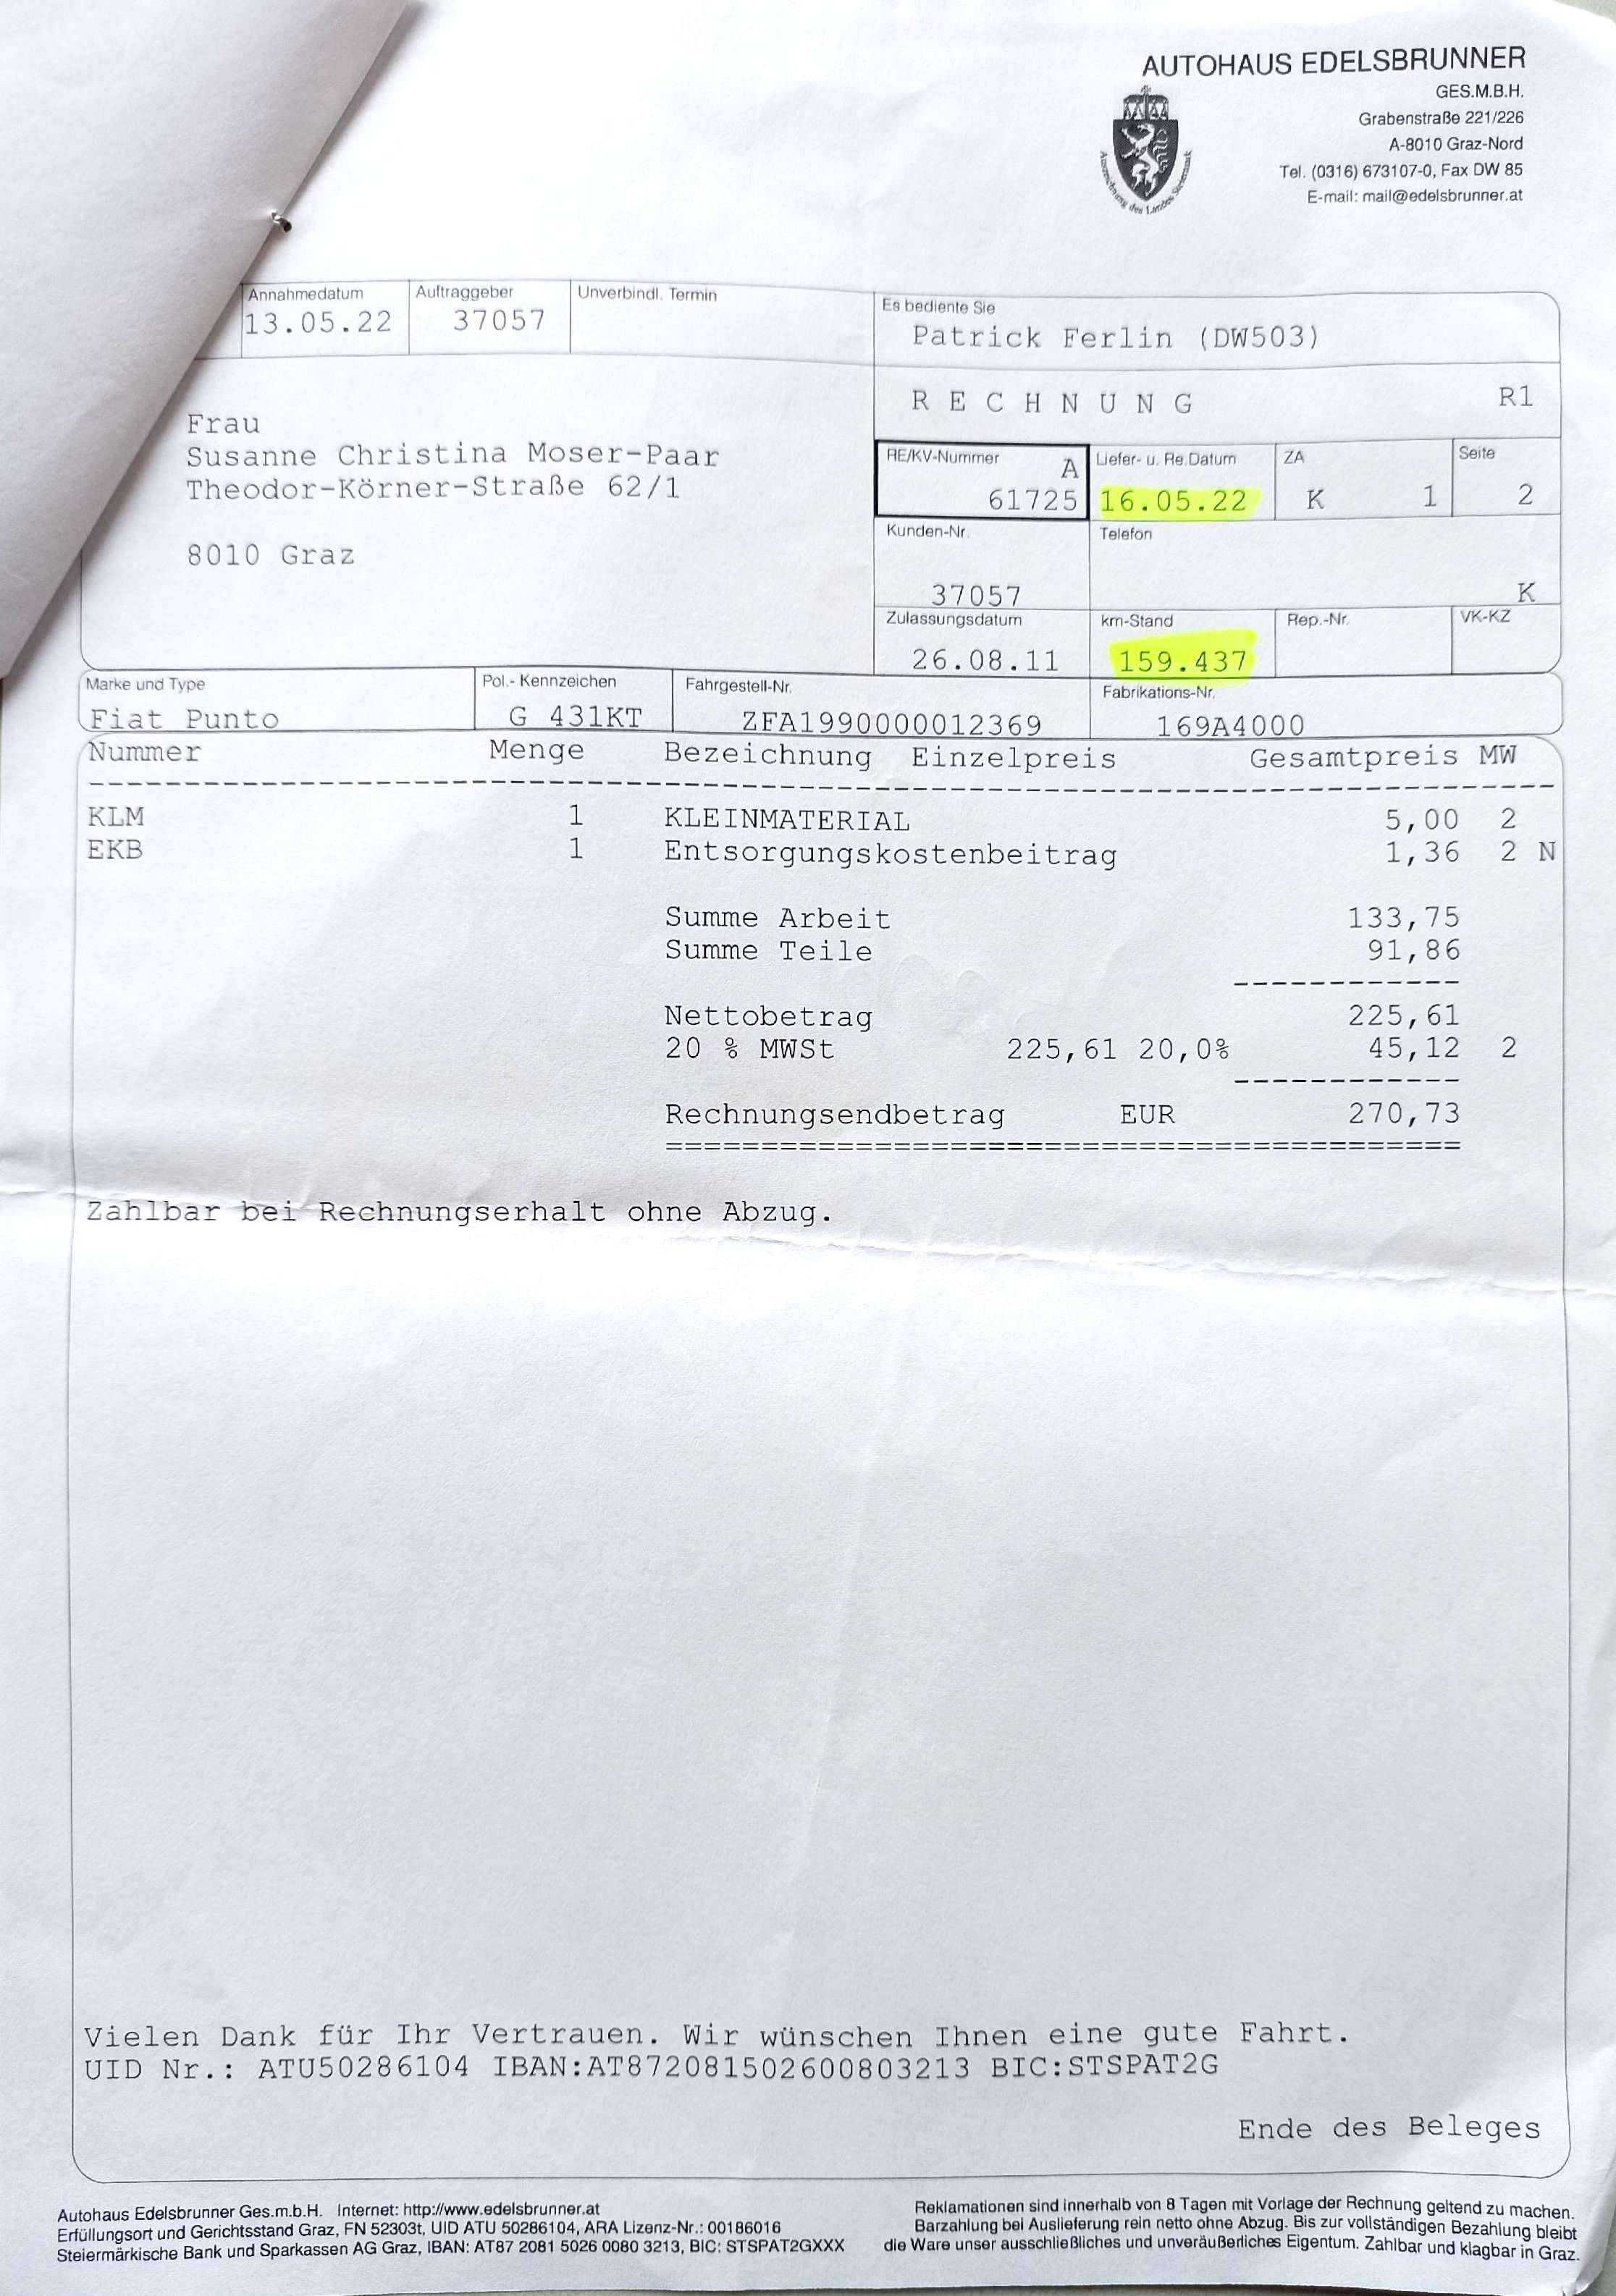 AUTOHAUS EDELSBRUNNER
GES.M.B.H.
Grabenstraße 221/226
A-8010 Graz-Nord
Tel. (0316) 673107-0, Fax DW 85
E-mail: mail@edelsbrunner.at
Auszeichnung des Landes Steiermark
Annahmedatum Auftraggeber Unverbindl. Termin
13.05.22 37057
Es bediente Sie
Patrick Ferlin (DW503)
R E C H N U N G R1
Frau
Susanne Christina Moser-Paar
Theodor-Körner-Straße 62/1
8010 Graz
RE/KV-Nummer A Liefer- u. Re.Datum ZA Seite
61725 16.05.22 K 1 2
Kunden-Nr. Telefon
37057 K
Zulassungsdatum km-Stand Rep.-Nr. VK-KZ
26.08.11 159.437
Marke und Type Pol.- Kennzeichen Fahrgestell-Nr. Fabrikations-Nr.
Fiat Punto G 431KT ZFA1990000012369 169A4000
Nummer Menge Bezeichnung Einzelpreis Gesamtpreis MW
KLM 1 KLEINMATERIAL 5,00 2
EKB 1 Entsorgungskostenbeitrag 1,36 2 N
Summe Arbeit 133,75
Summe Teile 91,86
Nettobetrag 225,61
20 % MWSt 225,61 20,0% 45,12 2
Rechnungsendbetrag EUR 270,73
Zahlbar bei Rechnungserhalt ohne Abzug.
Vielen Dank für Ihr Vertrauen. Wir wünschen Ihnen eine gute Fahrt.
UID Nr.: ATU50286104 IBAN:AT872081502600803213 BIC:STSPAT2G
Ende des Beleges
Autohaus Edelsbrunner Ges.m.b.H. Internet: http://www.edelsbrunner.at
Erfüllungsort und Gerichtsstand Graz, FN 52303t, UID ATU 50286104, ARA Lizenz-Nr.: 00186016
Steiermärkische Bank und Sparkassen AG Graz, IBAN: AT87 2081 5026 0080 3213, BIC: STSPAT2GXXX
Reklamationen sind innerhalb von 8 Tagen mit Vorlage der Rechnung geltend zu machen.
Barzahlung bei Auslieferung rein netto ohne Abzug. Bis zur vollständigen Bezahlung bleibt
die Ware unser ausschließliches und unveräußerliches Eigentum. Zahlbar und klagbar in Graz.